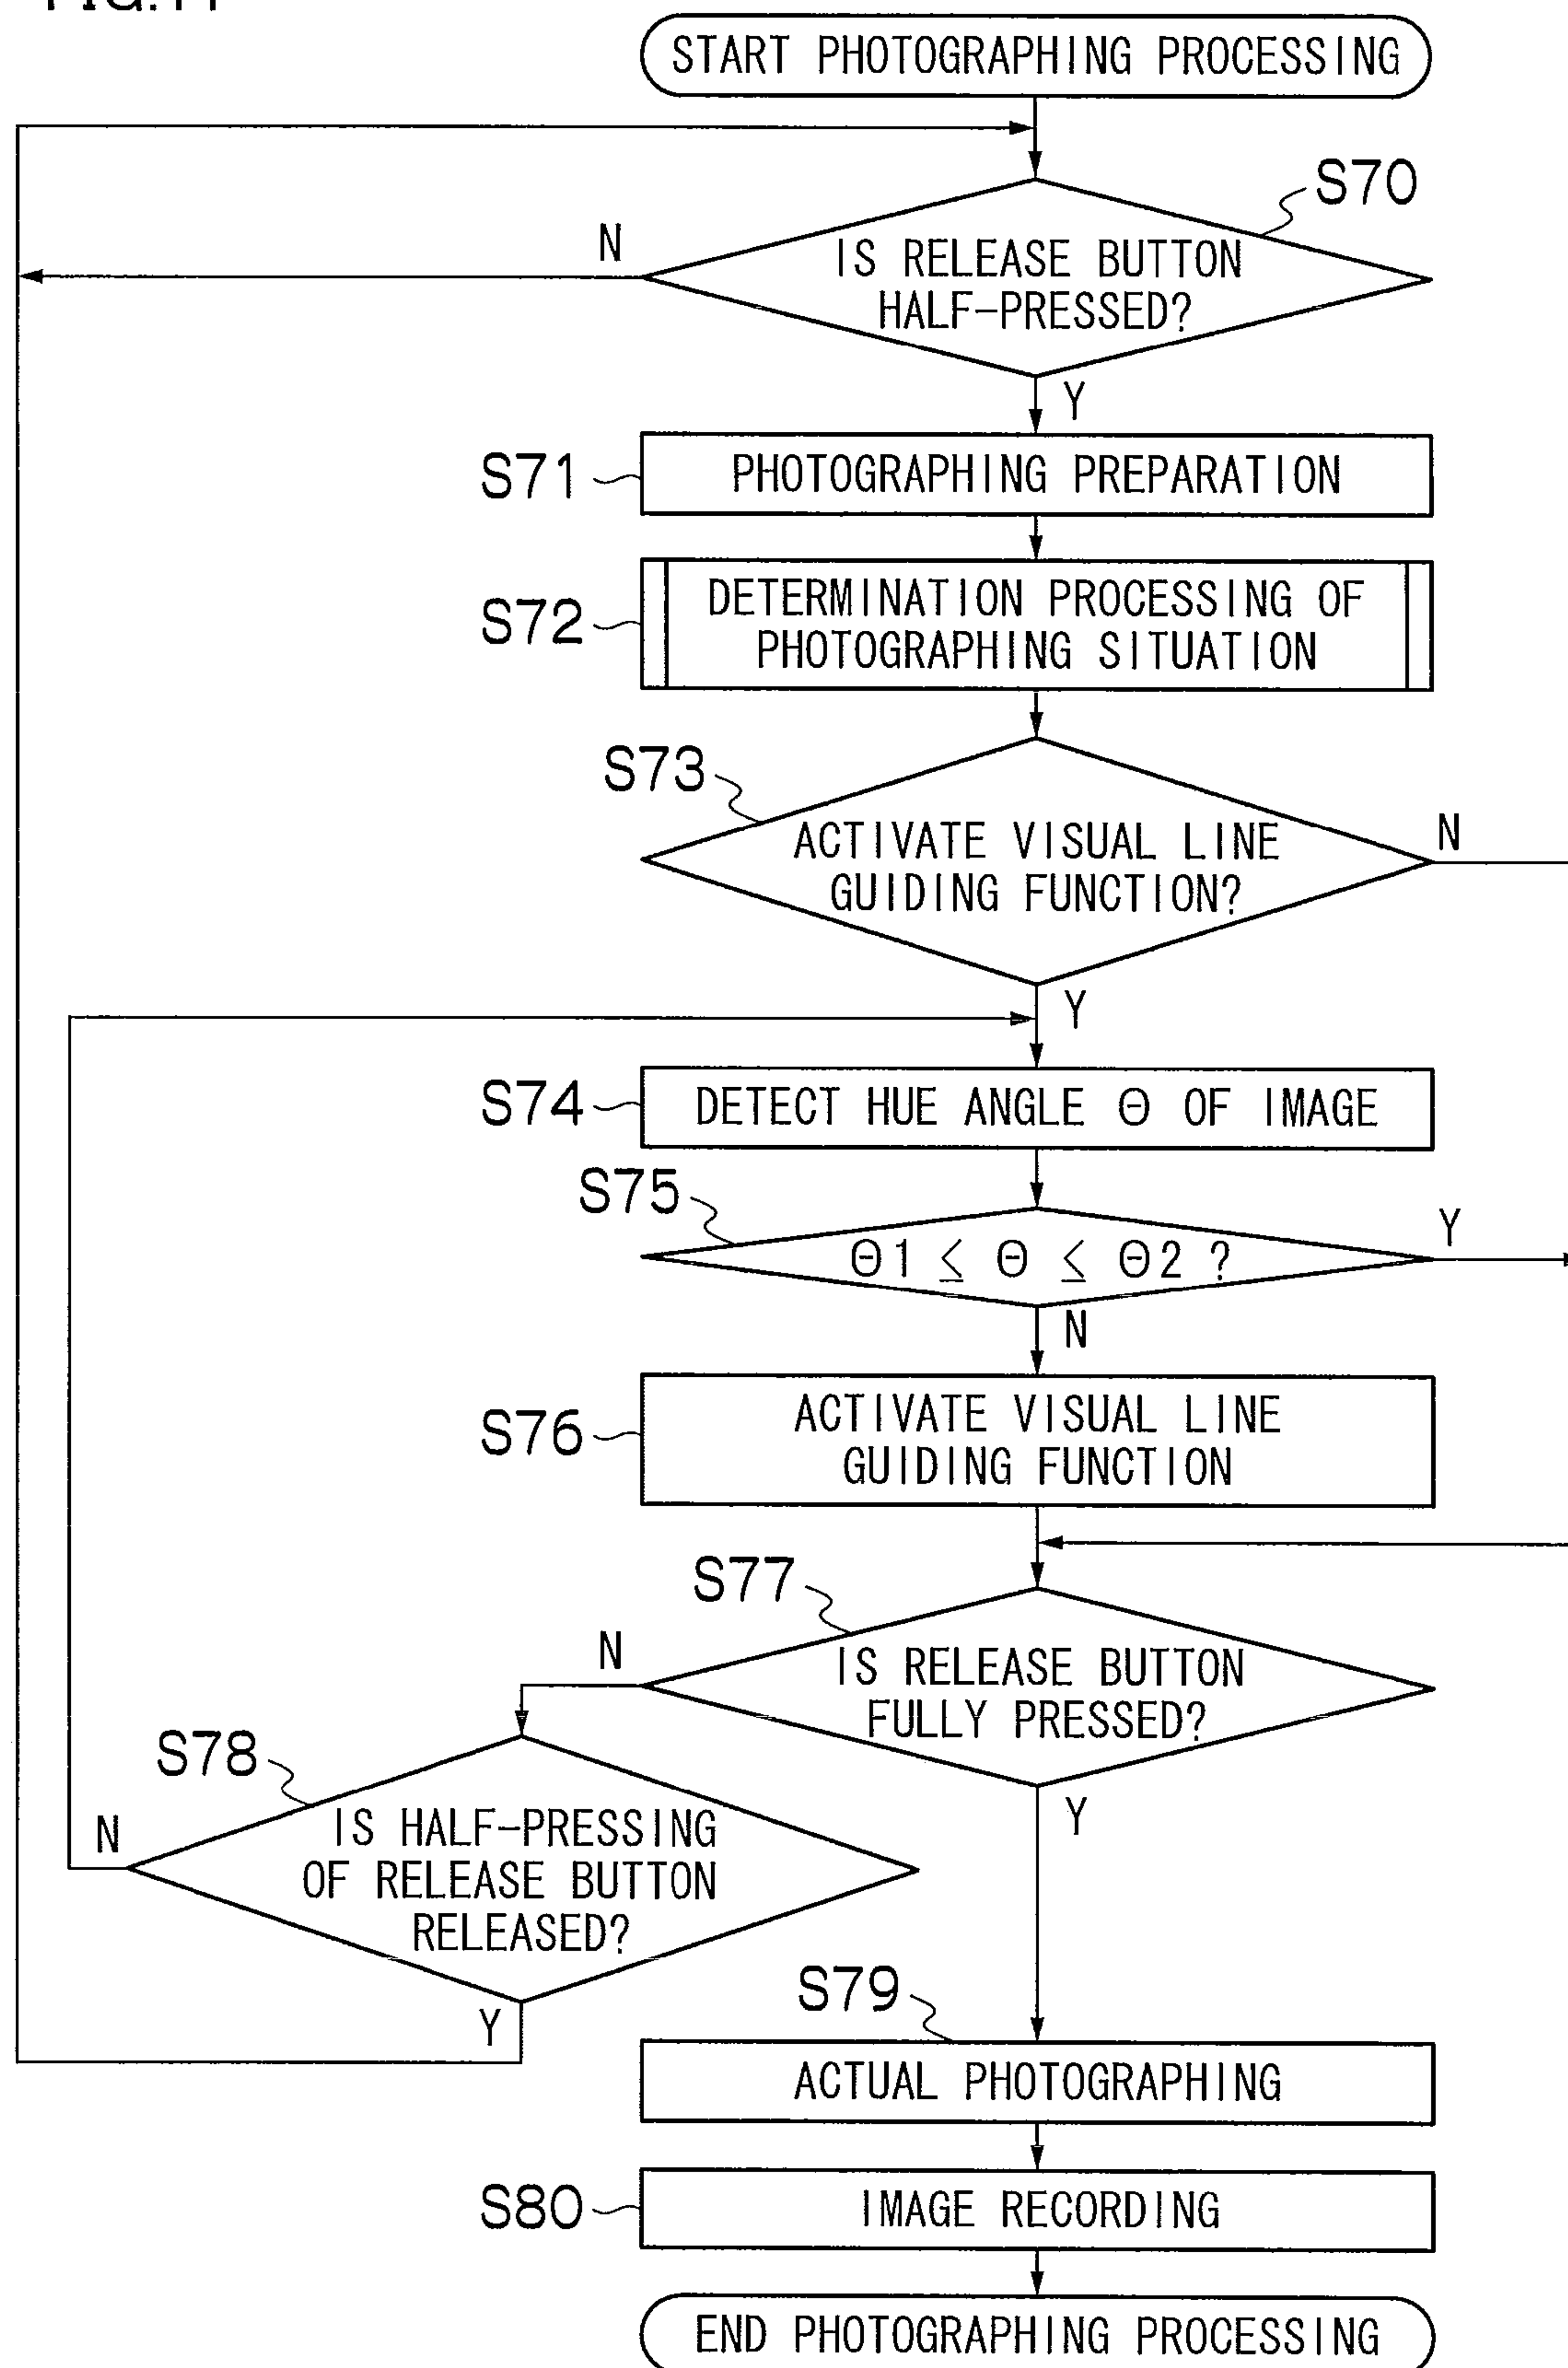 START PHOTOGRAPHING PROCESSING
S70
N
IS RELEASE BUTTON
HALF-PRESSED?
Y
S71
PHOTOGRAPHING PREPARATION
S72
DETERMINATION PROCESSING OF
PHOTOGRAPHING SITUATION
S73
ACTIVATE VISUAL LINE
GUIDING FUNCTION?
N
Y
S74
DETECT HUE ANGLE Θ OF IMAGE
S75
Θ1 ≦ Θ ≦ Θ2 ?
Y
N
S76
ACTIVATE VISUAL LINE
GUIDING FUNCTION
S77
N
IS RELEASE BUTTON
FULLY PRESSED?
Y
S78
N
IS HALF-PRESSING
OF RELEASE BUTTON
RELEASED?
Y
S79
ACTUAL PHOTOGRAPHING
S80
IMAGE RECORDING
END PHOTOGRAPHING PROCESSING